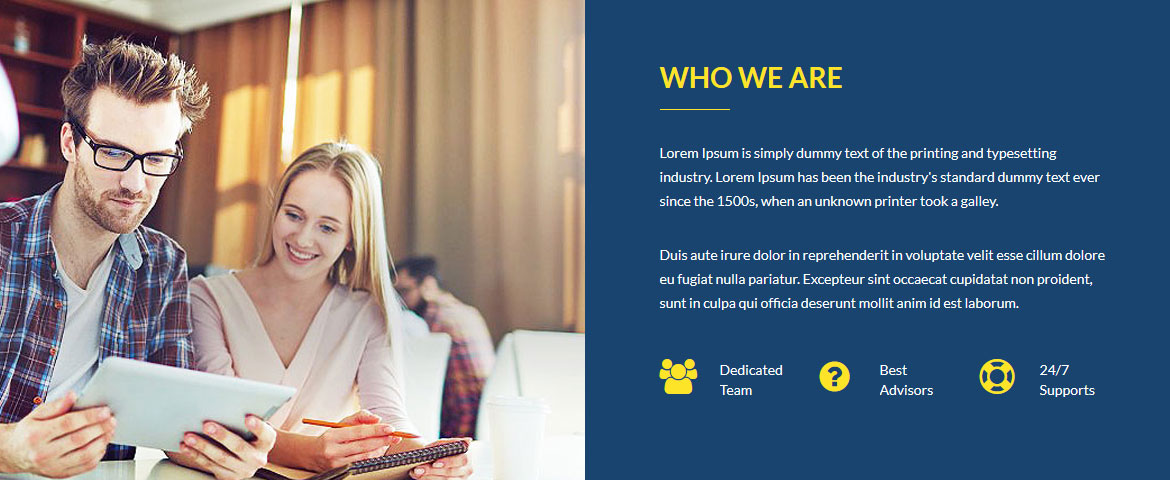 WHO WE ARE
Lorem Ipsum is simply dummy text of the printing and typesetting
industry. Lorem Ipsum has been the industry's standard dummy text ever
since the 1500s, when an unknown printer took a galley.
Duis aute irure dolor in reprehenderit in voluptate velit esse cillum dolore
eu fugiat nulla pariatur. Excepteur sint occaecat cupidatat non proident,
sunt in culpa qui officia deserunt mollit anim id est laborum.
Dedicated
Team
Best
Advisors
24/7
Supports